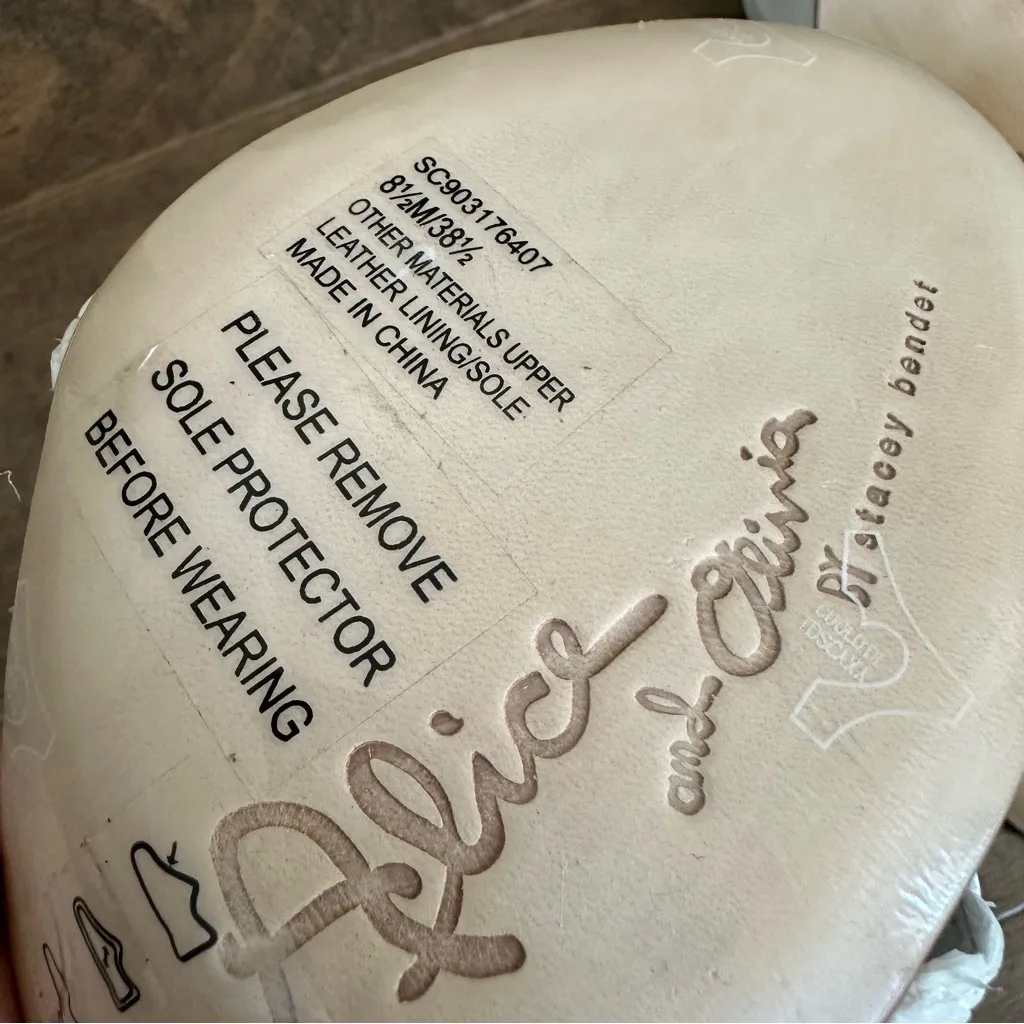 SC903176407
8½M/38½
OTHER MATERIALS UPPER
LEATHER LINING/SOLE
MADE IN CHINA
PLEASE REMOVE
SOLE PROTECTOR
BEFORE WEARING
Alice
and Olivia
BY stacey bendet